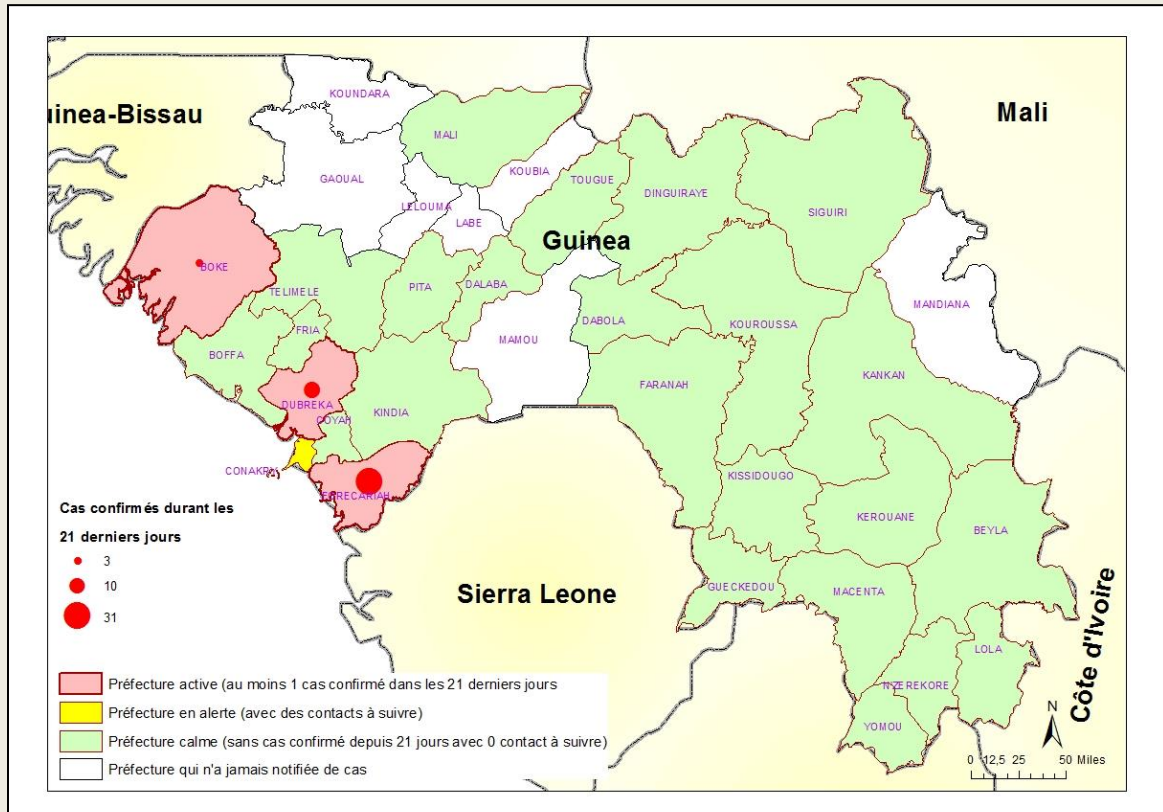 KOUNDARA
uinea-Bissau
Mali
MALI
KOUBIA
GAOUAL
TOUGUE
DINGUIRAYE
LELOUMA
SIGUIRI
LABE
Guinea
BOKE
PITA
DALABA
TELIMELE
MANDIANA
DABOLA
KOUROUSSA
FRIA
MAMOU
BOFFA
KANKAN
FARANAH
DUBREKA
KINDIA
COYAH
CONAKRY
KISSIDOUGO
Cas confirmés durant les
21 derniers jours
3
10
31
KEROUANE
BEYLA
GUECKEDOU
MACENTA
Sierra Leone
Côte d'Ivoire
LOLA
N'ZEREKORE
YOMOU
N
0 12,5 25 50 Miles
Préfecture active (au moins 1 cas confirmé dans les 21 derniers jours
Préfecture en alerte (avec des contacts à suivre)
Préfecture calme (sans cas confirmé depuis 21 jours avec 0 contact à suivre)
Préfecture qui n'a jamais notifiée de cas